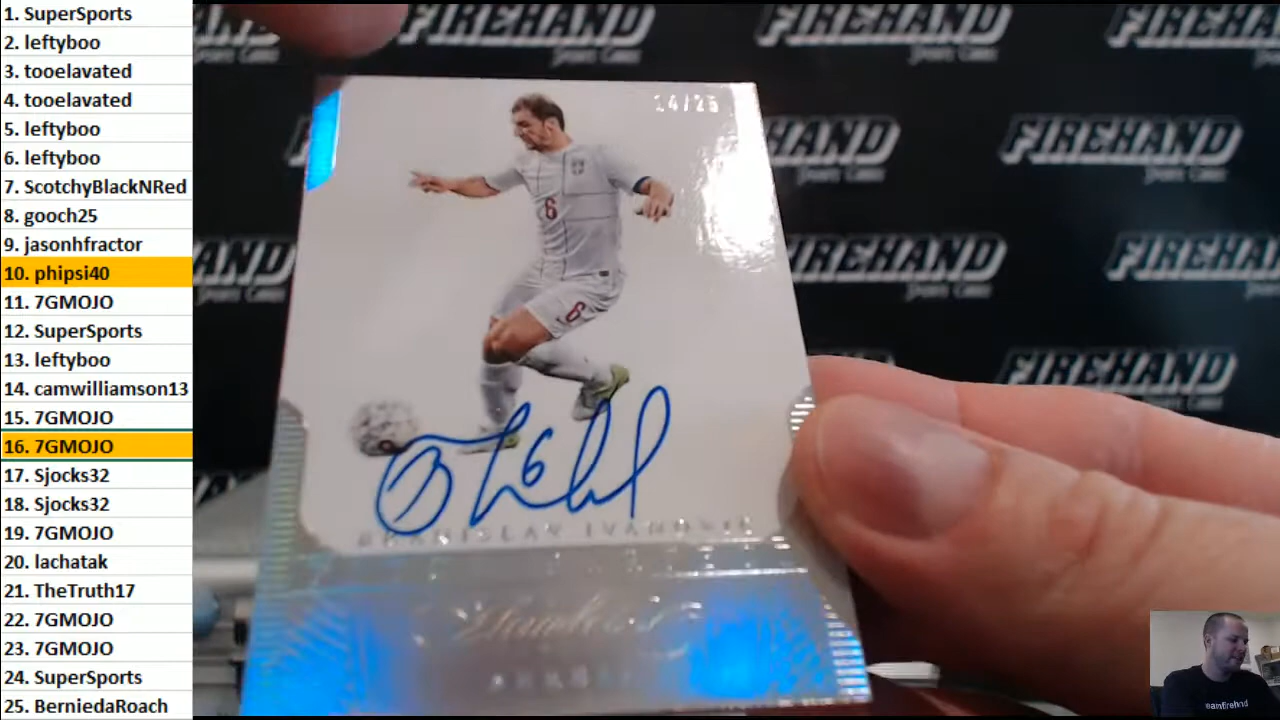 1. SuperSports
2. leftyboo
3. tooelavated
4. tooelavated
5. leftyboo
6. leftyboo
7. ScotchyBlackNRed
8. gooch25
9. jasonhfractor
10. phipsi40
11. 7GMOJO
12. SuperSports
13. leftyboo
14. camwilliamson13
15. 7GMOJO
16. 7GMOJO
17. Sjocks32
18. Sjocks32
19. 7GMOJO
20. lachatak
21. TheTruth17
22. 7GMOJO
23. 7GMOJO
24. SuperSports
25. BerniedaRoach
FIREHAND
FIREHAND
FIREHAND
FIREHAND
FIREHAND
FIREHAND
FIREHAND
14/25
6
6
BRANISLAV IVANOVIC